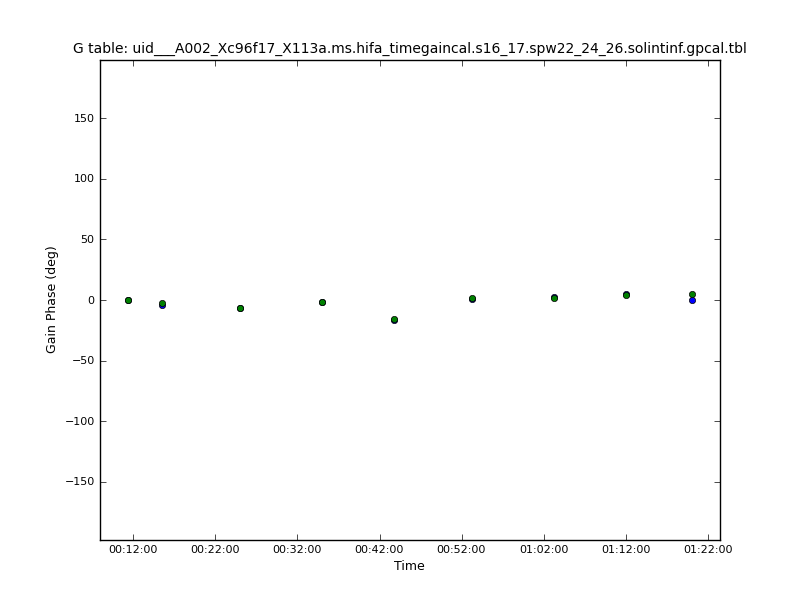 G table: uid___A002_Xc96f17_X113a.ms.hifa_timegaincal.s16_17.spw22_24_26.solintinf.gpcal.tbl
150
100
50
0
−50
−100
−150
Gain Phase (deg)
00:12:00 00:22:00 00:32:00 00:42:00 00:52:00 01:02:00 01:12:00 01:22:00
Time